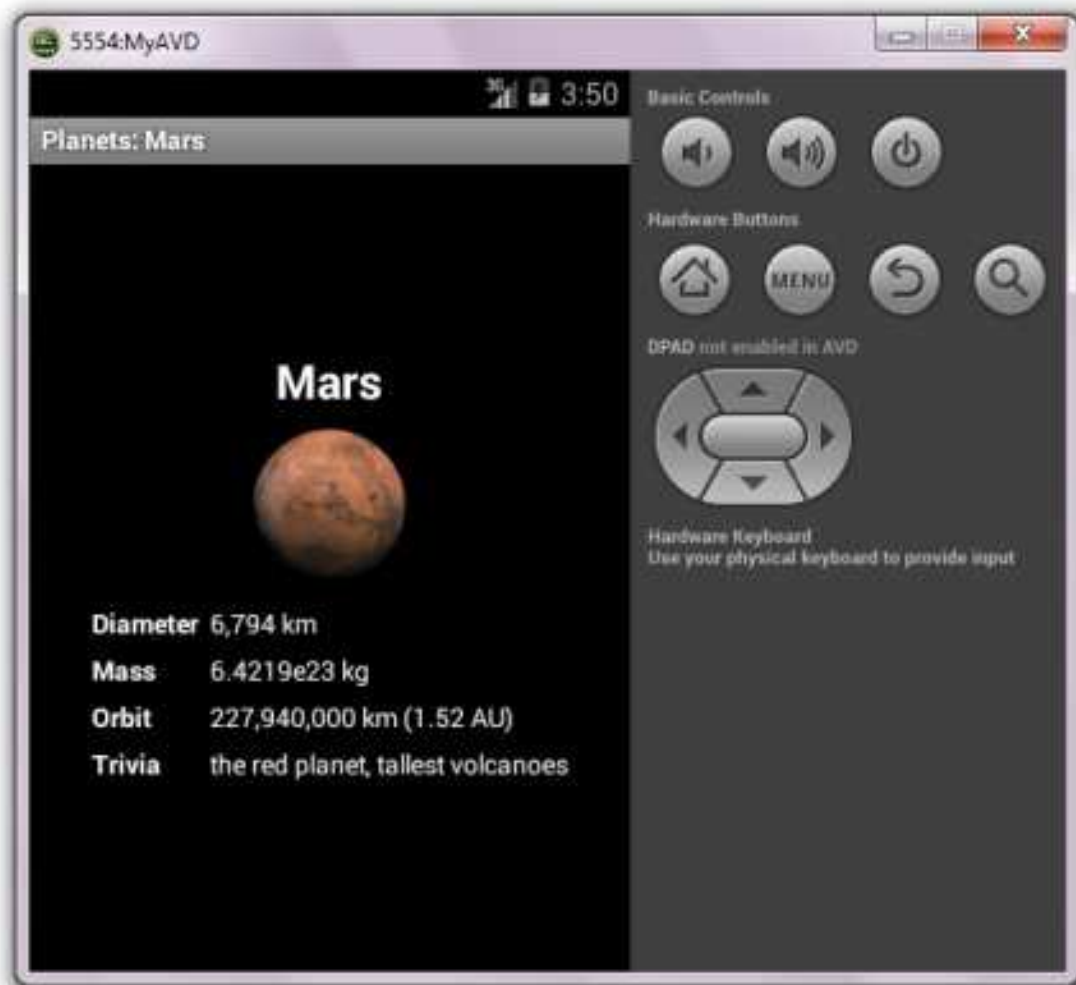 5554:MyAVD
3G 3:50
Planets: Mars
Mars
Diameter 6,794 km
Mass 6.4219e23 kg
Orbit 227,940,000 km (1.52 AU)
Trivia the red planet, tallest volcanoes
Basic Controls
Hardware Buttons
MENU
DPAD not enabled in AVD
Hardware Keyboard
Use your physical keyboard to provide input